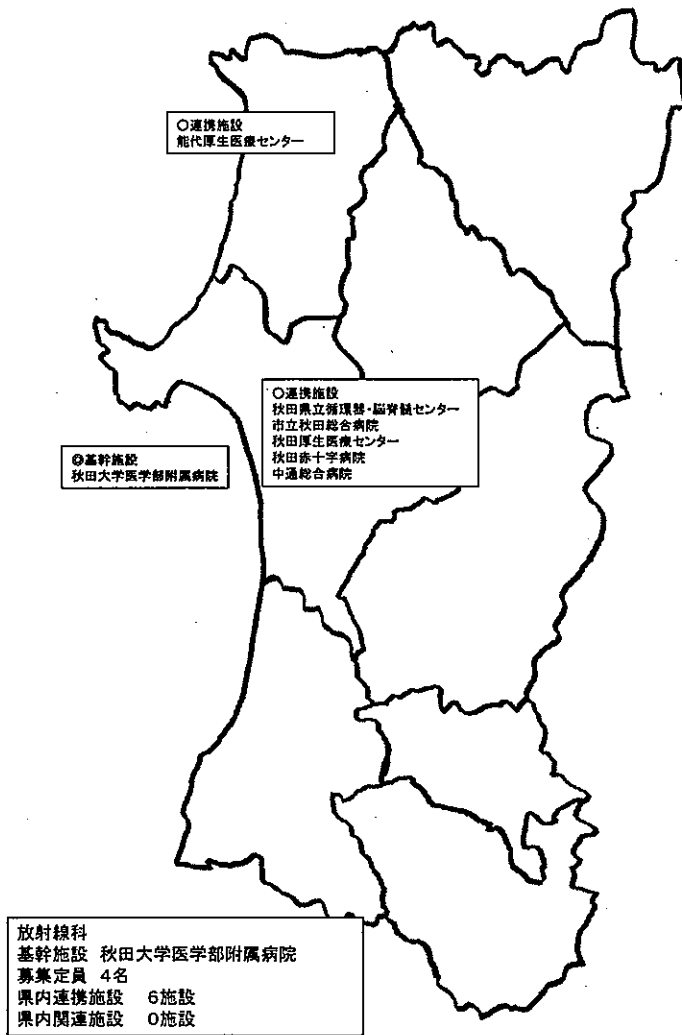 ○連携施設
能代厚生医療センター
○連携施設
秋田県立循環器・脳脊髄センター
市立秋田総合病院
秋田厚生医療センター
秋田赤十字病院
中通総合病院
◎基幹施設
秋田大学医学部附属病院
放射線科
基幹施設 秋田大学医学部附属病院
募集定員 4名
県内連携施設 6施設
県内関連施設 0施設